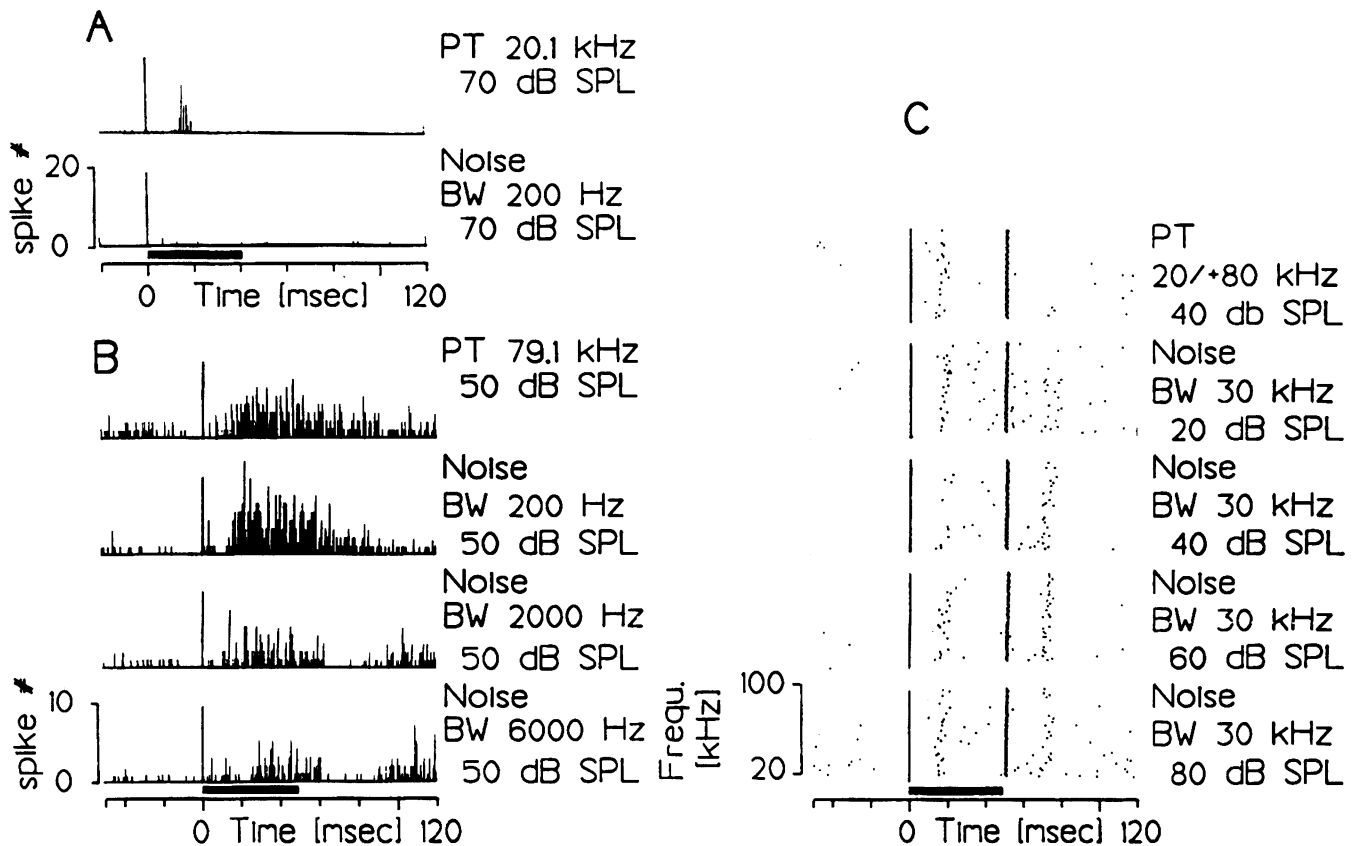 A
PT 20.1 kHz
70 dB SPL
spike #
20
0
Noise
BW 200 Hz
70 dB SPL
0 Time [msec] 120
B
PT 79.1 kHz
50 dB SPL
Noise
BW 200 Hz
50 dB SPL
Noise
BW 2000 Hz
50 dB SPL
spike #
10
0
Noise
BW 6000 Hz
50 dB SPL
0 Time [msec] 120
C
PT
20/+80 kHz
40 db SPL
Noise
BW 30 kHz
20 dB SPL
Noise
BW 30 kHz
40 dB SPL
Noise
BW 30 kHz
60 dB SPL
Frequ.
[kHz]
100
20
Noise
BW 30 kHz
80 dB SPL
0 Time [msec] 120